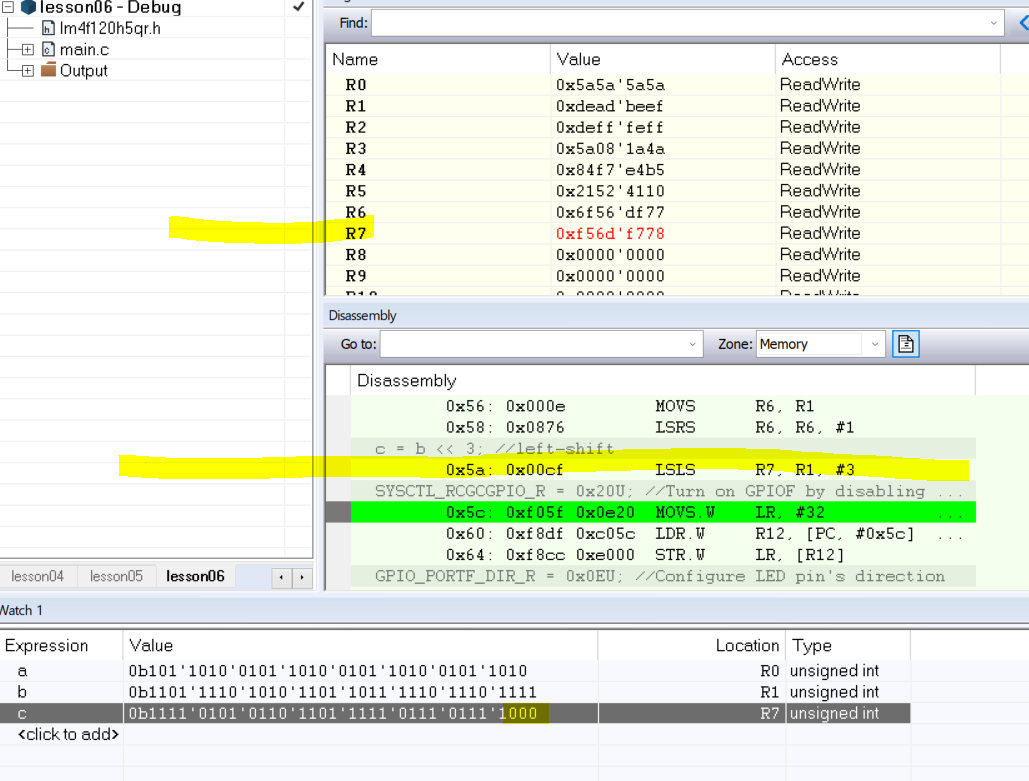 lesson06 - Debug
lm4f120h5qr.h
main.c
Output
lesson04 lesson05 lesson06
Find:
Name Value Access
R0 0x5a5a'5a5a ReadWrite
R1 0xdead'beef ReadWrite
R2 0xdeff'feff ReadWrite
R3 0x5a08'1a4a ReadWrite
R4 0x84f7'e4b5 ReadWrite
R5 0x2152'4110 ReadWrite
R6 0x6f56'df77 ReadWrite
R7 0xf56d'f778 ReadWrite
R8 0x0000'0000 ReadWrite
R9 0x0000'0000 ReadWrite
Disassembly
Go to: Zone: Memory
Disassembly
0x56: 0x000e MOVS R6, R1
0x58: 0x0876 LSRS R6, R6, #1
c = b << 3; //left-shift
0x5a: 0x00cf LSLS R7, R1, #3
SYSCTL_RCGCGPIO_R = 0x20U; //Turn on GPIOF by disabling ...
0x5c: 0xf05f 0x0e20 MOVS.W LR, #32 ...
0x60: 0xf8df 0xc05c LDR.W R12, [PC, #0x5c] ...
0x64: 0xf8cc 0xe000 STR.W LR, [R12]
GPIO_PORTF_DIR_R = 0x0EU; //Configure LED pin's direction
Watch 1
Expression Value Location Type
a 0b101'1010'0101'1010'0101'1010'0101'1010 R0 unsigned int
b 0b1101'1110'1010'1101'1011'1110'1110'1111 R1 unsigned int
c 0b1111'0101'0110'1101'1111'0111'0111'1000 R7 unsigned int
<click to add>